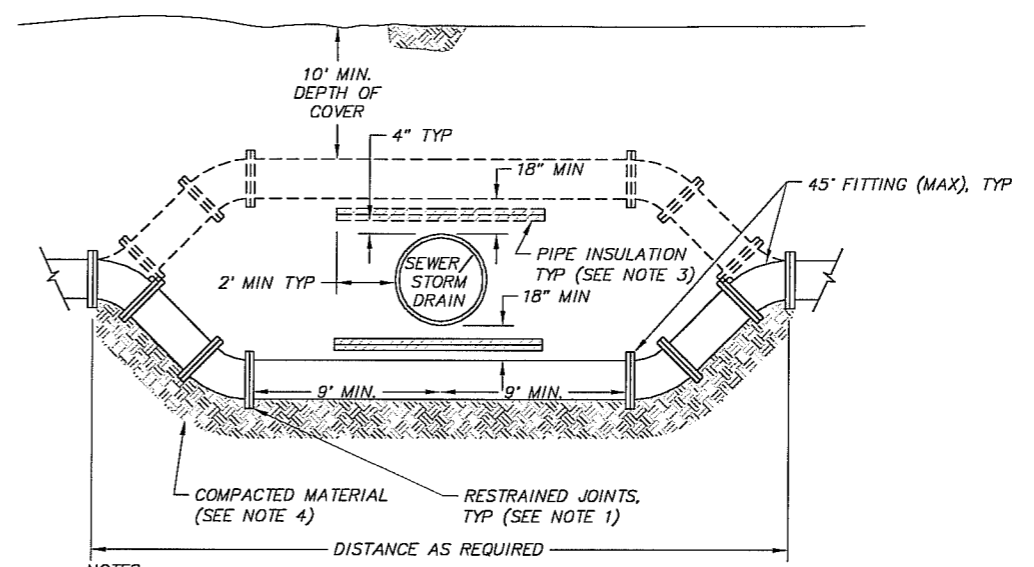 10' MIN.
DEPTH OF
COVER
4" TYP
18" MIN
45° FITTING (MAX), TYP
PIPE INSULATION
TYP (SEE NOTE 3)
SEWER/
STORM
DRAIN
2' MIN TYP
18" MIN
9' MIN.
9' MIN.
COMPACTED MATERIAL
(SEE NOTE 4)
RESTRAINED JOINTS,
TYP (SEE NOTE 1)
DISTANCE AS REQUIRED